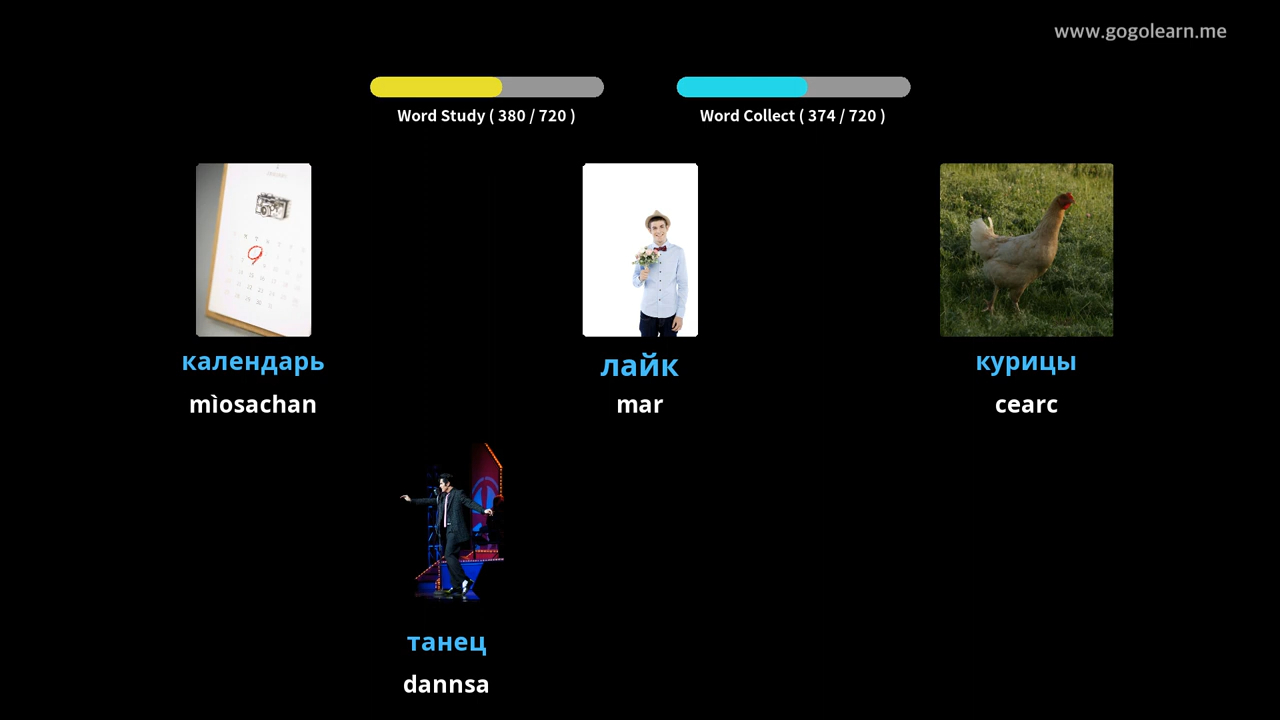 www.gogolearn.me
Word Study ( 380 / 720 )
Word Collect ( 374 / 720 )
календарь
mìosachan
лайк
mar
курицы
cearc
танец
dannsa